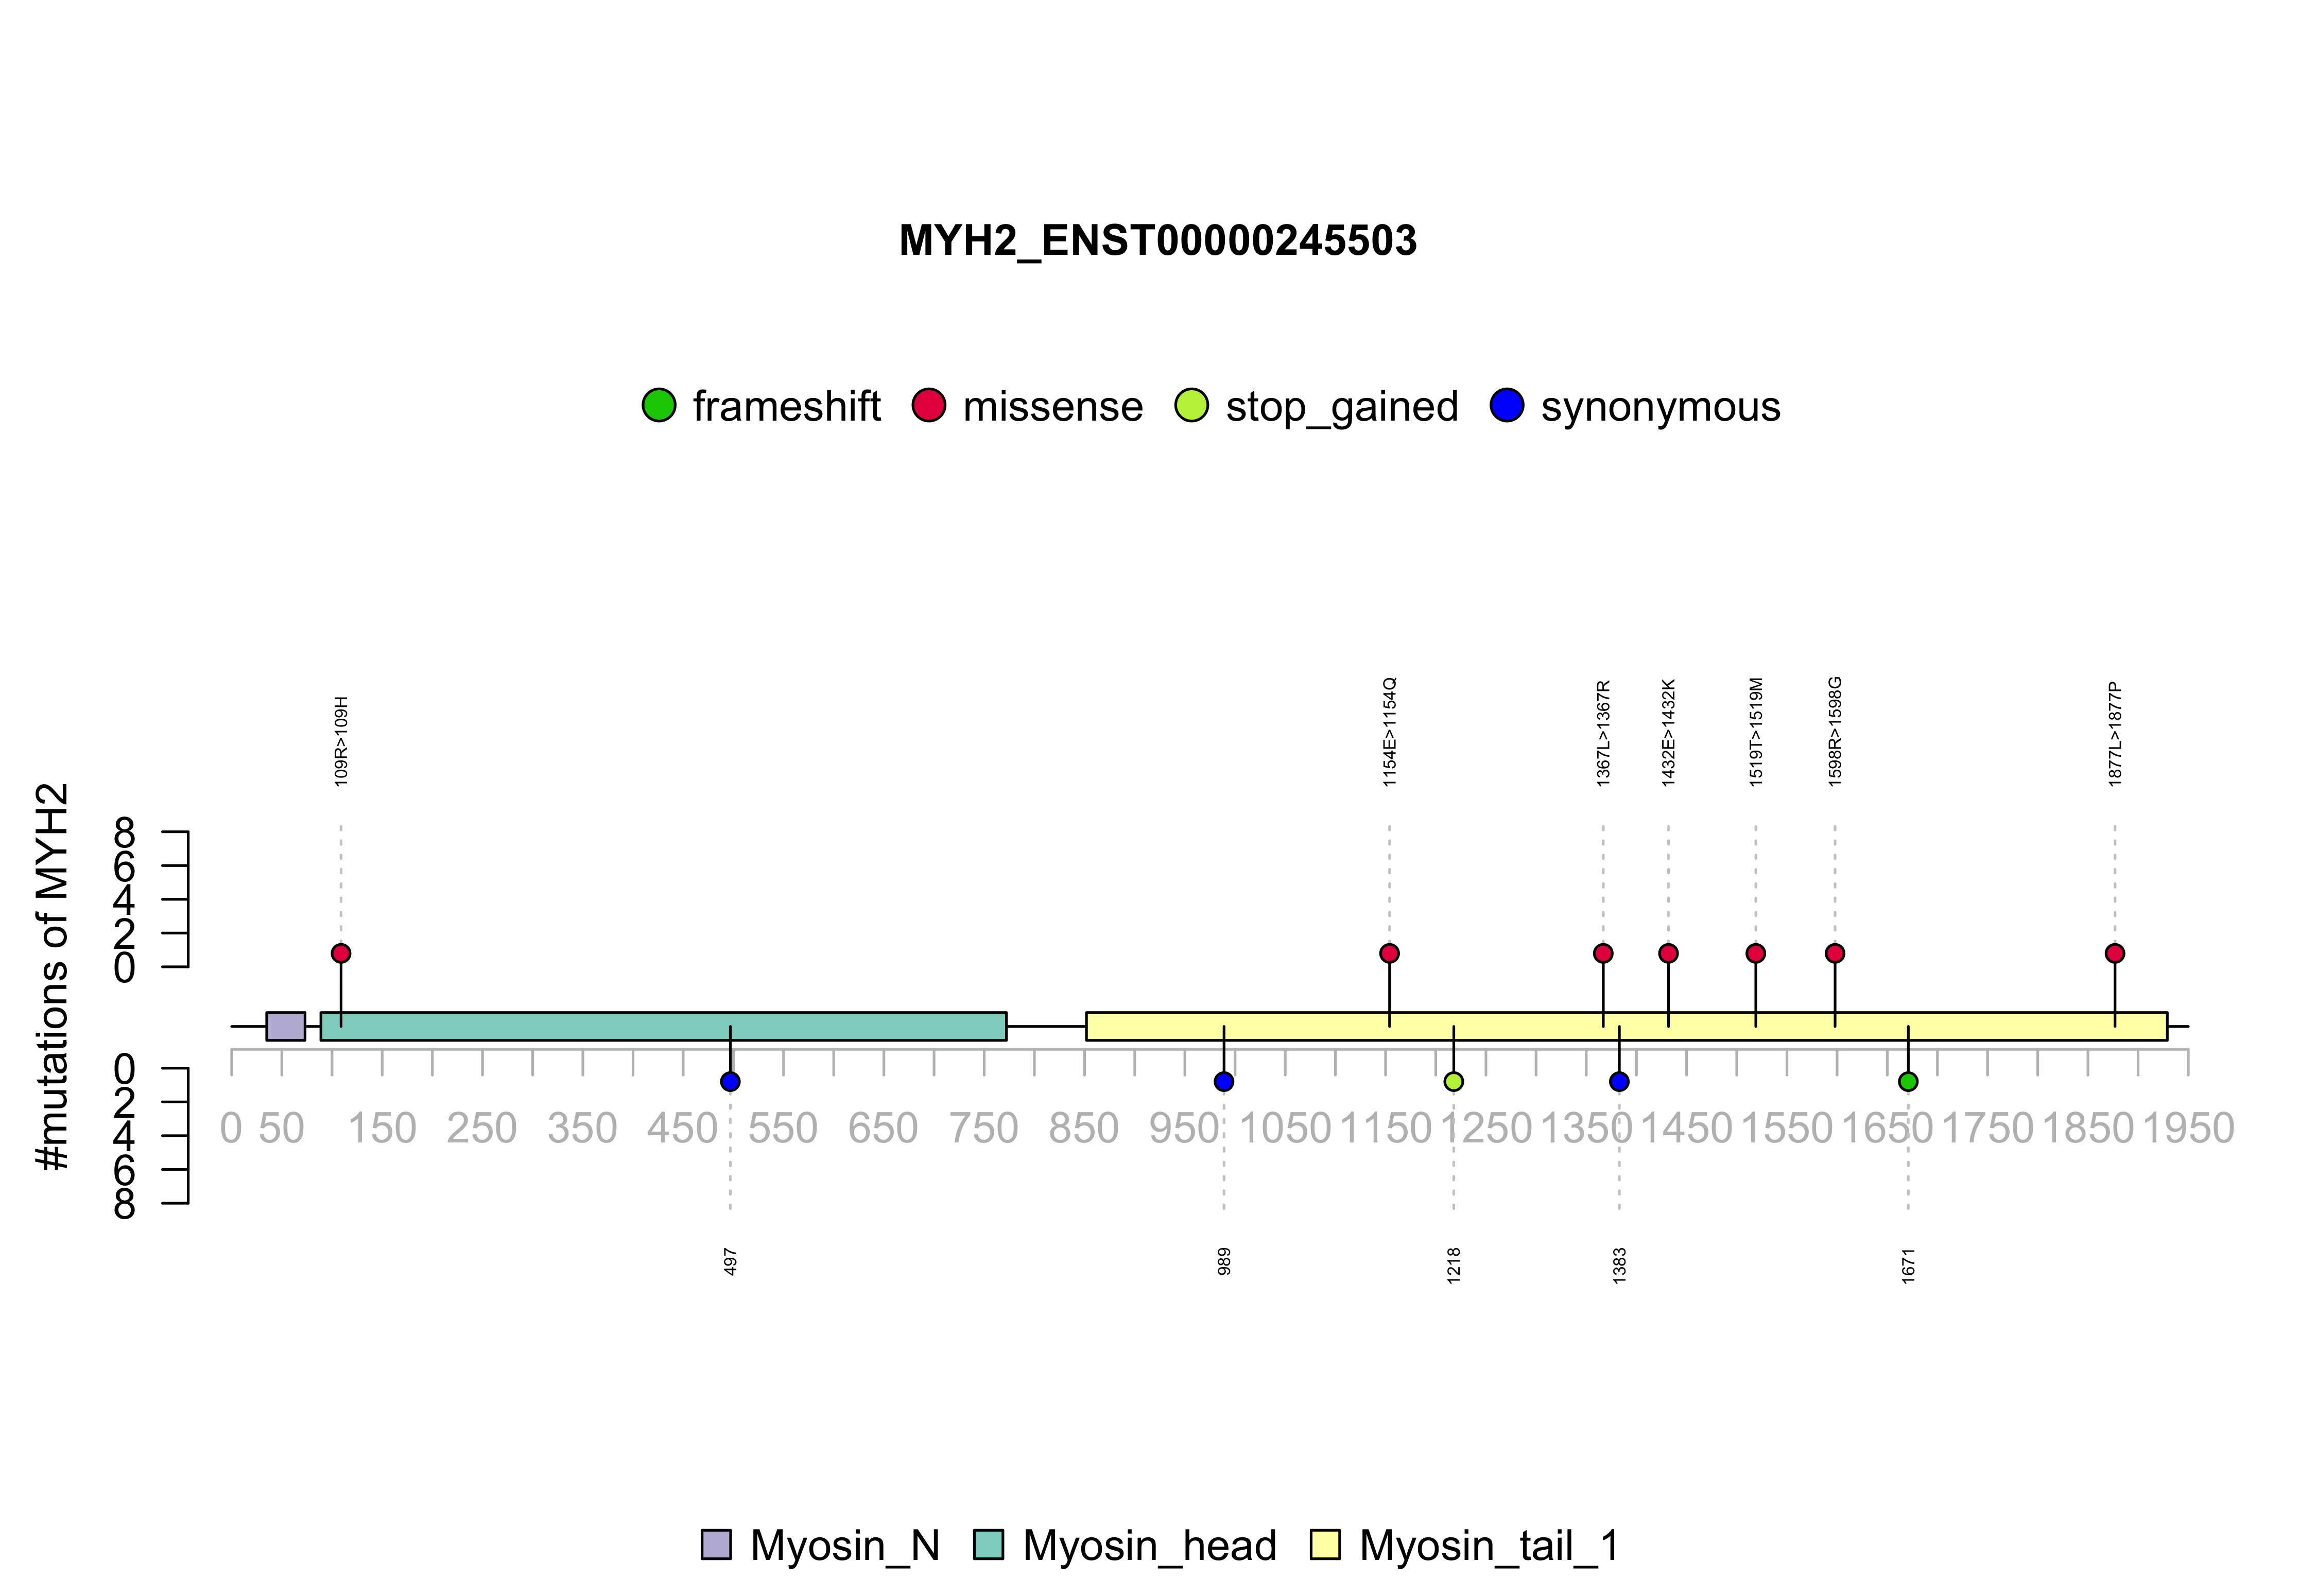 MYH2_ENST00000245503
frameshift missense stop_gained synonymous
109R>109H
1154E>1154Q
1367L>1367R
1432E>1432K
1519T>1519M
1598R>1598G
1877L>1877P
#mutations of MYH2
8
6
4
2
0
0
2
4
6
8
0 50 150 250 350 450 550 650 750 850 950 1050 1150 1250 1350 1450 1550 1650 1750 1850 1950
497
989
1218
1383
1671
Myosin_N Myosin_head Myosin_tail_1